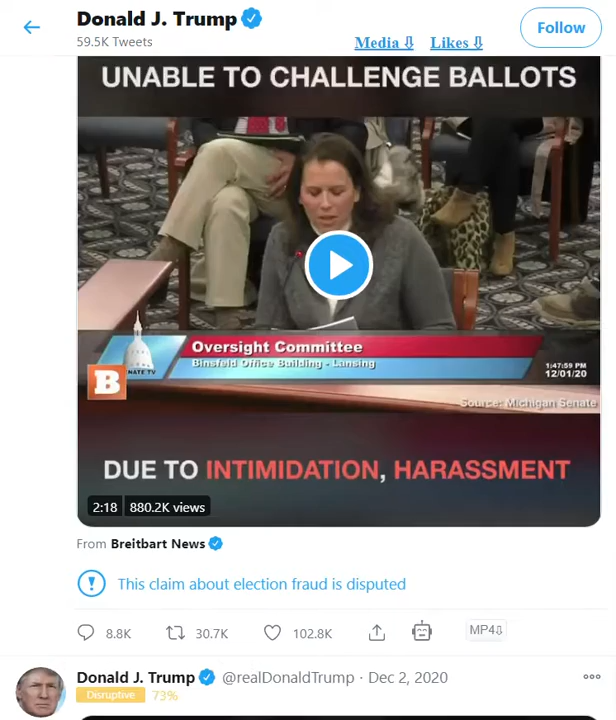 Donald J. Trump
59.5K Tweets
Media ⇩ Likes ⇩
Follow
UNABLE TO CHALLENGE BALLOTS
Oversight Committee
Binsfeld Office Building - Lansing
NATE TV
1:47:59 PM
12/01/20
B
Source: Michigan Senate
DUE TO INTIMIDATION, HARASSMENT
2:18 880.2K views
From Breitbart News
This claim about election fraud is disputed
8.8K 30.7K 102.8K MP4⇩
Donald J. Trump @realDonaldTrump · Dec 2, 2020
Disruptive 73%